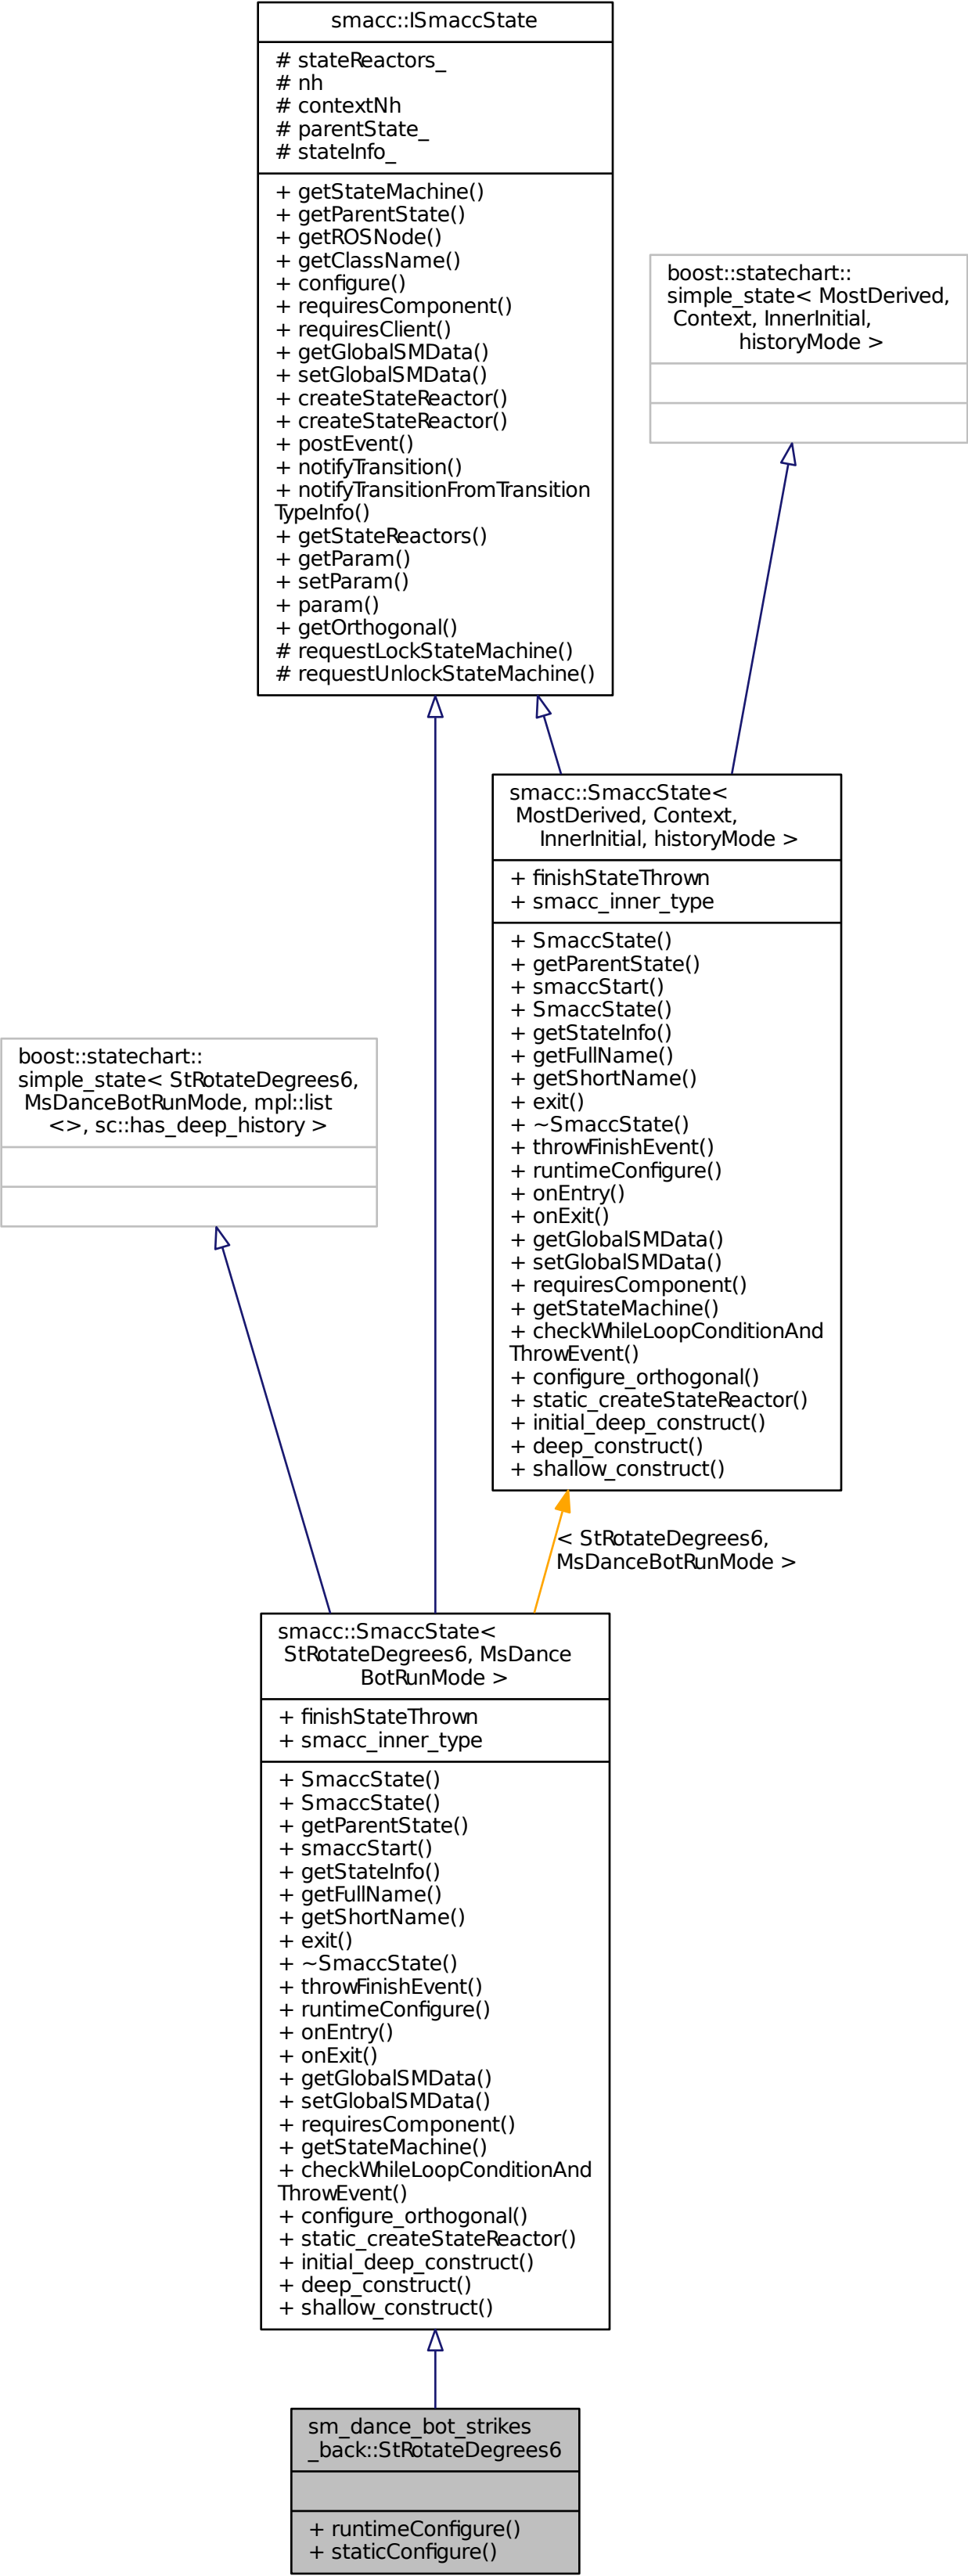 smacc::ISmaccState
# stateReactors_
# nh
# contextNh
# parentState_
# stateInfo_
+ getStateMachine()
+ getParentState()
+ getROSNode()
+ getClassName()
+ configure()
+ requiresComponent()
+ requiresClient()
+ getGlobalSMData()
+ setGlobalSMData()
+ createStateReactor()
+ createStateReactor()
+ postEvent()
+ notifyTransition()
+ notifyTransitionFromTransition
TypeInfo()
+ getStateReactors()
+ getParam()
+ setParam()
+ param()
+ getOrthogonal()
# requestLockStateMachine()
# requestUnlockStateMachine()
boost::statechart::
simple_state< MostDerived,
Context, InnerInitial,
historyMode >
smacc::SmaccState<
MostDerived, Context,
InnerInitial, historyMode >
+ finishStateThrown
+ smacc_inner_type
+ SmaccState()
+ getParentState()
+ smaccStart()
+ SmaccState()
+ getStateInfo()
+ getFullName()
+ getShortName()
+ exit()
+ ~SmaccState()
+ throwFinishEvent()
+ runtimeConfigure()
+ onEntry()
+ onExit()
+ getGlobalSMData()
+ setGlobalSMData()
+ requiresComponent()
+ getStateMachine()
+ checkWhileLoopConditionAnd
ThrowEvent()
+ configure_orthogonal()
+ static_createStateReactor()
+ initial_deep_construct()
+ deep_construct()
+ shallow_construct()
boost::statechart::
simple_state< StRotateDegrees6,
MsDanceBotRunMode, mpl::list
<>, sc::has_deep_history >
< StRotateDegrees6,
MsDanceBotRunMode >
smacc::SmaccState<
StRotateDegrees6, MsDance
BotRunMode >
+ finishStateThrown
+ smacc_inner_type
+ SmaccState()
+ SmaccState()
+ getParentState()
+ smaccStart()
+ getStateInfo()
+ getFullName()
+ getShortName()
+ exit()
+ ~SmaccState()
+ throwFinishEvent()
+ runtimeConfigure()
+ onEntry()
+ onExit()
+ getGlobalSMData()
+ setGlobalSMData()
+ requiresComponent()
+ getStateMachine()
+ checkWhileLoopConditionAnd
ThrowEvent()
+ configure_orthogonal()
+ static_createStateReactor()
+ initial_deep_construct()
+ deep_construct()
+ shallow_construct()
sm_dance_bot_strikes
_back::StRotateDegrees6
+ runtimeConfigure()
+ staticConfigure()